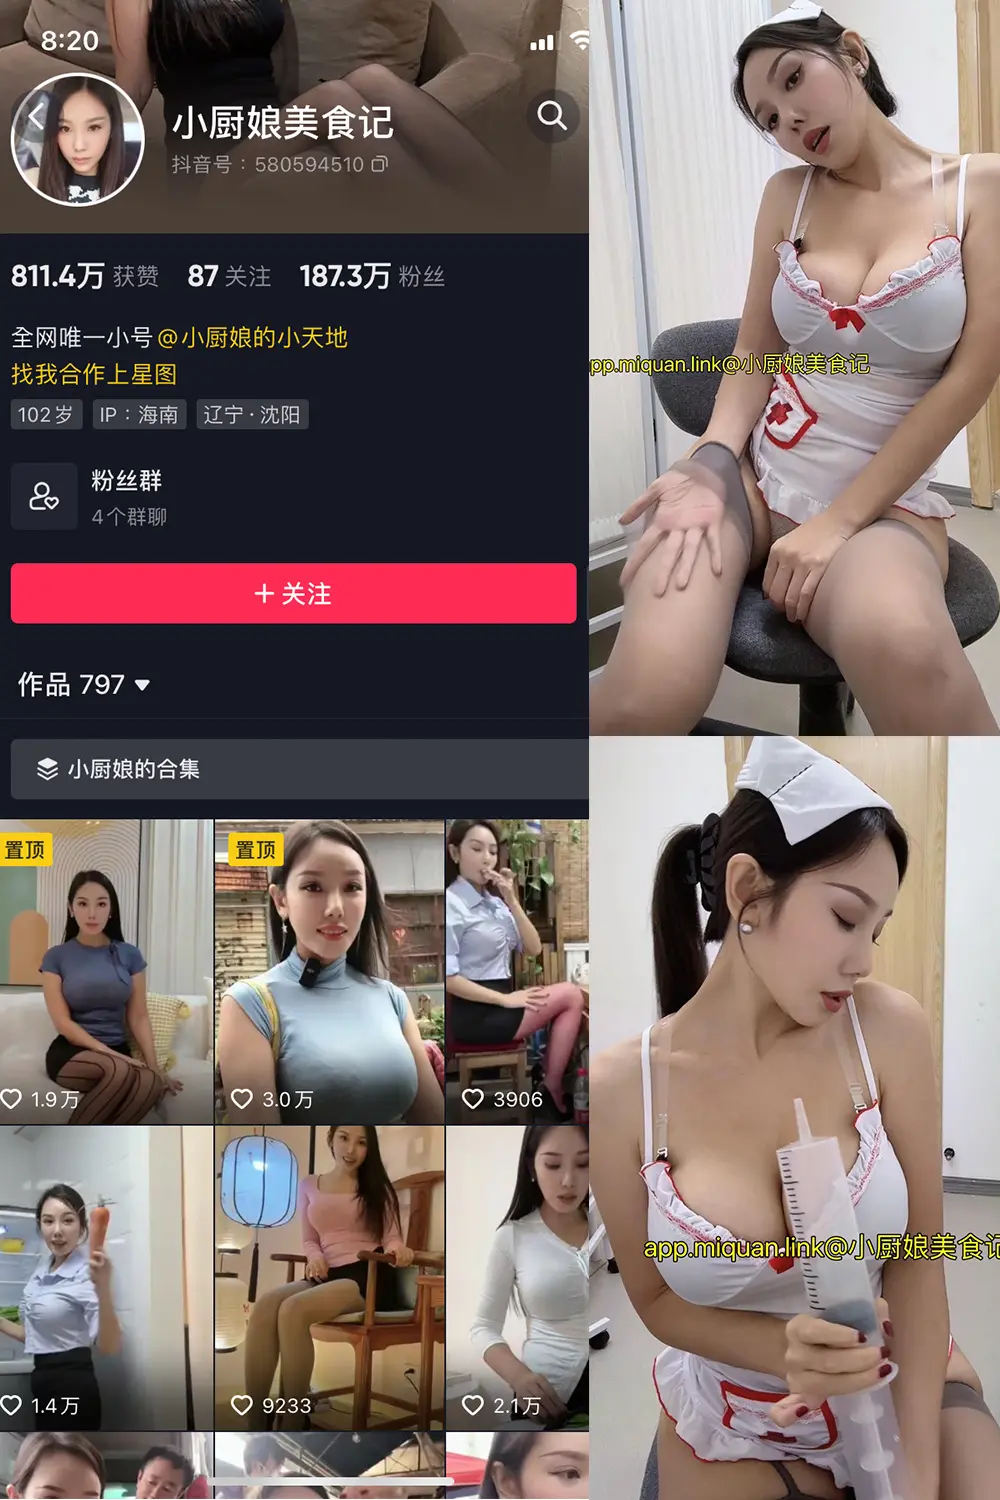 8:20
小厨娘美食记
抖音号：580594510
811.4万 获赞 87 关注 187.3万 粉丝
全网唯一小号@小厨娘的小天地
找我合作上星图
102岁 IP：海南 辽宁·沈阳
粉丝群
4个群聊
+ 关注
作品 797
小厨娘的合集
置顶 置顶
1.9万 3.0万 3906
1.4万 9233 2.1万
pp.miquan.link@小厨娘美食记
app.miquan.link@小厨娘美食记